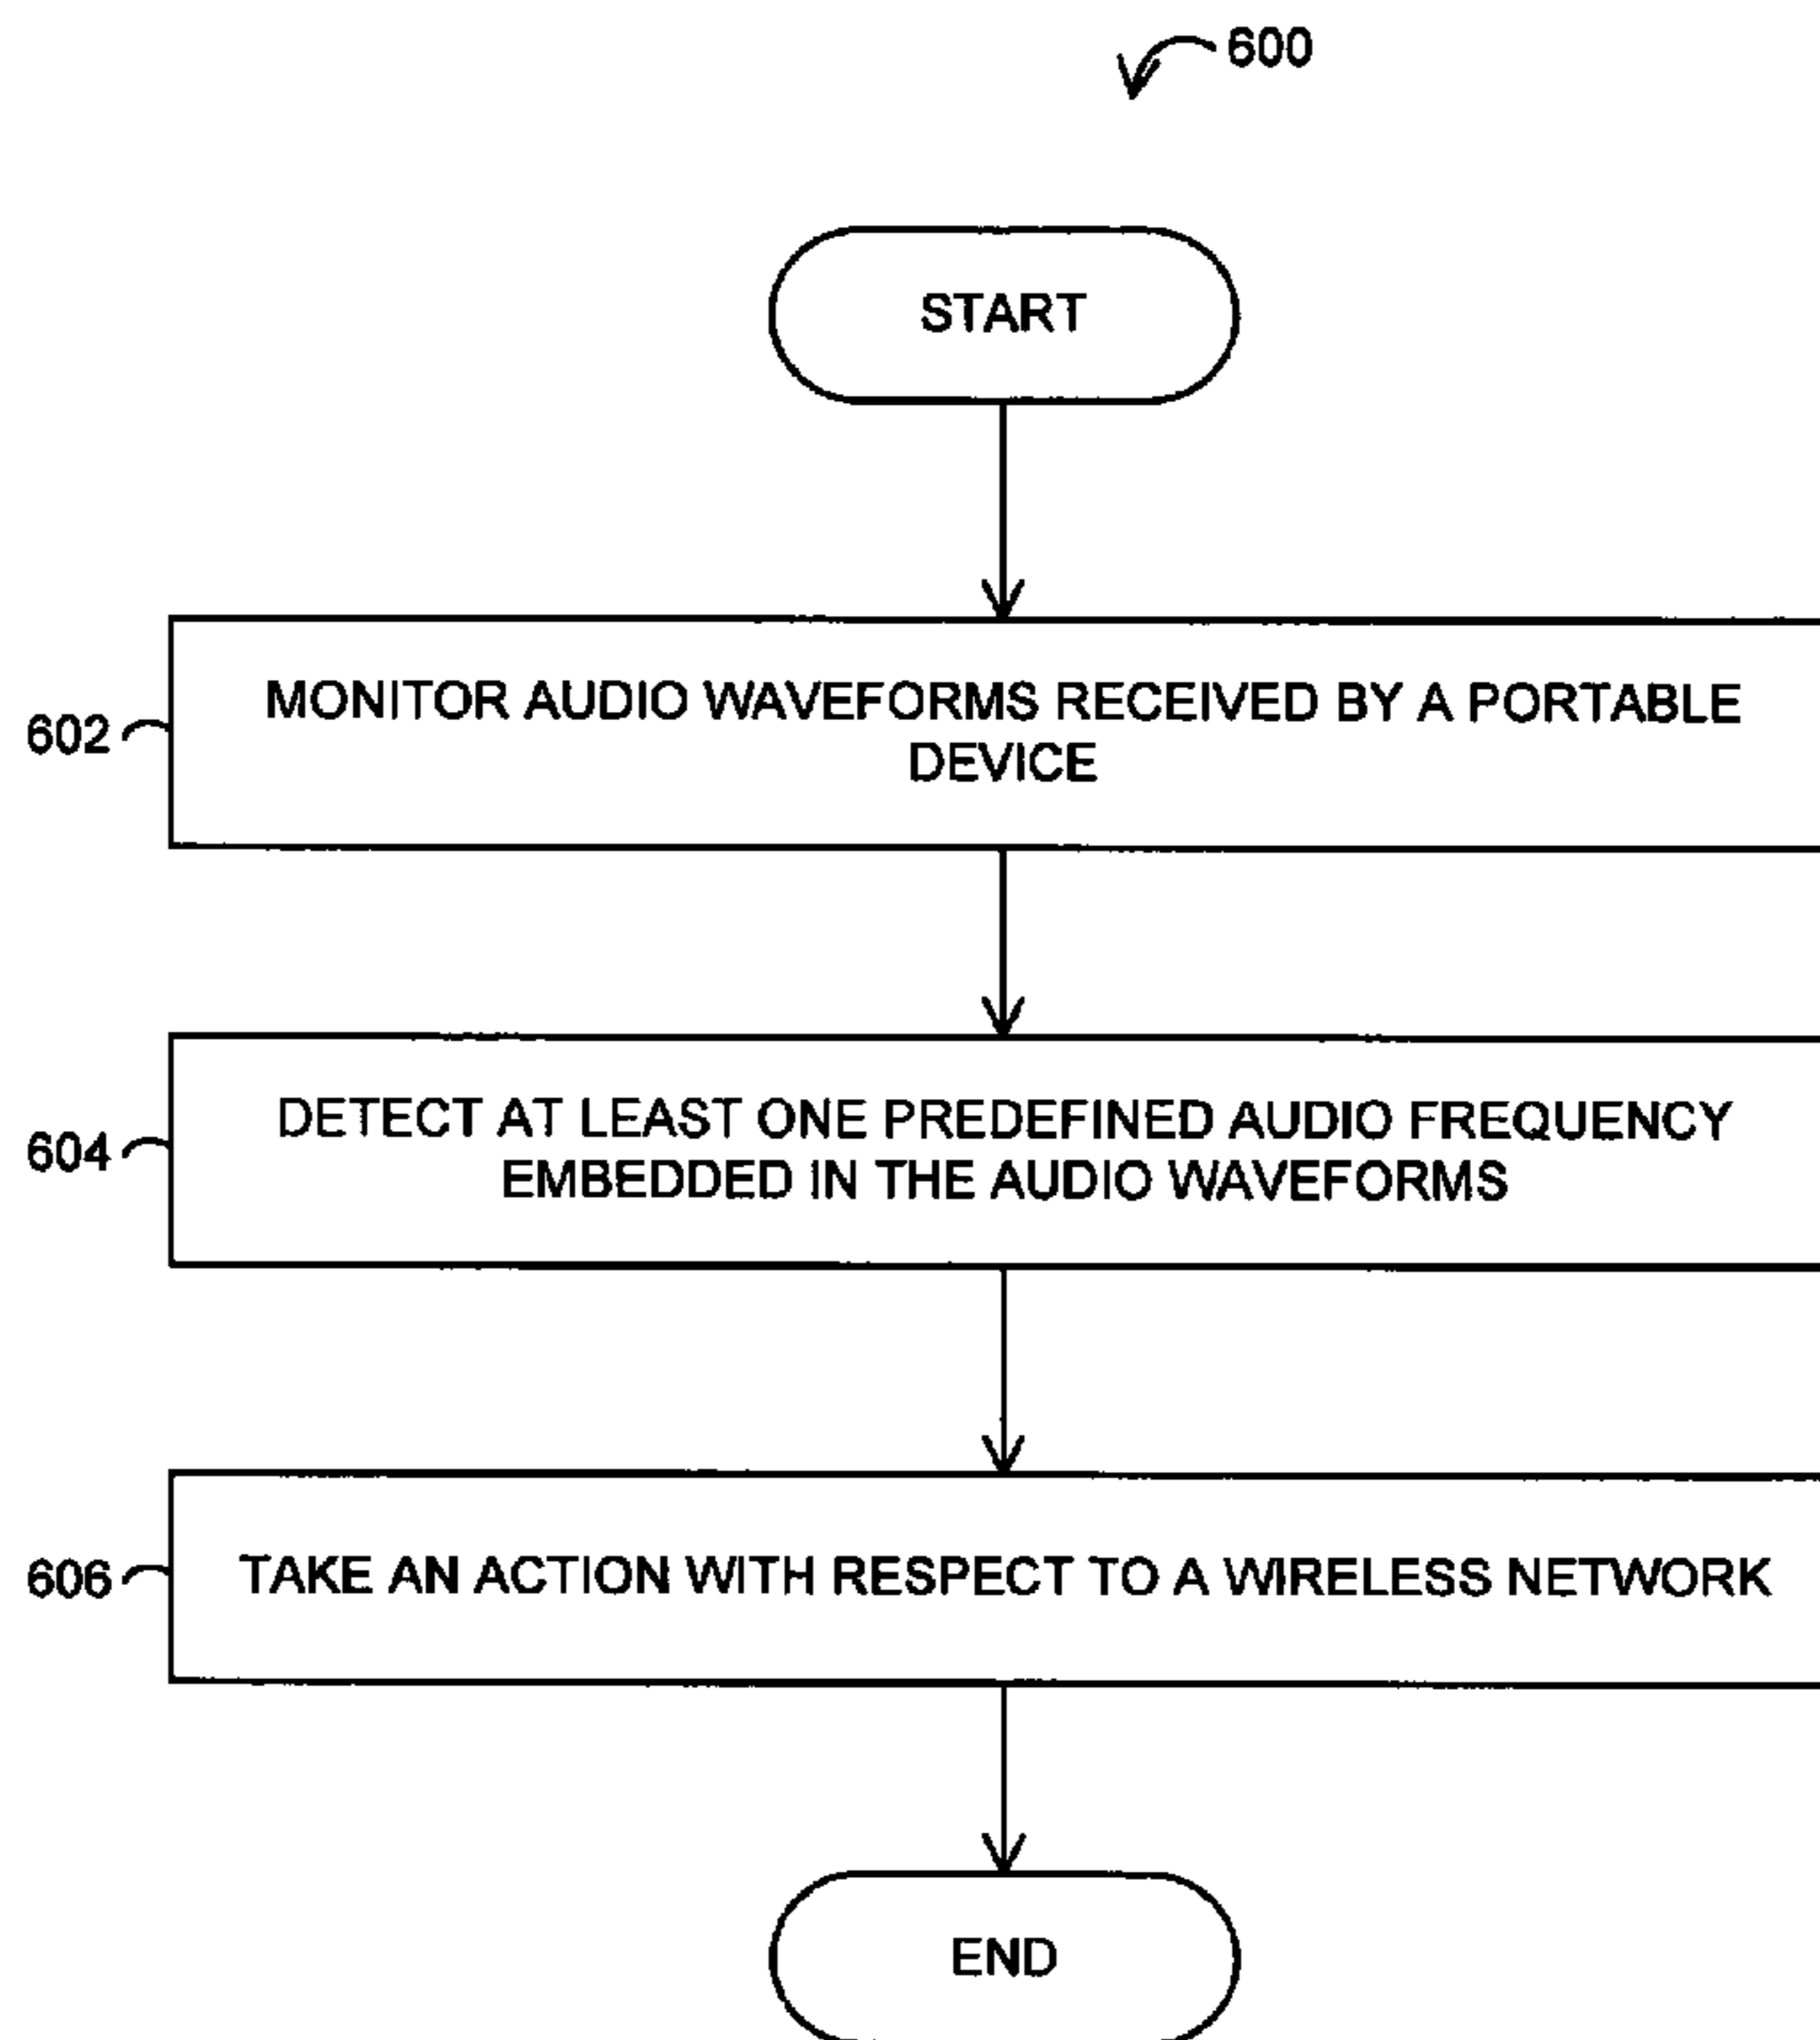 600
START
602
MONITOR AUDIO WAVEFORMS RECEIVED BY A PORTABLE
DEVICE
604
DETECT AT LEAST ONE PREDEFINED AUDIO FREQUENCY
EMBEDDED IN THE AUDIO WAVEFORMS
606
TAKE AN ACTION WITH RESPECT TO A WIRELESS NETWORK
END